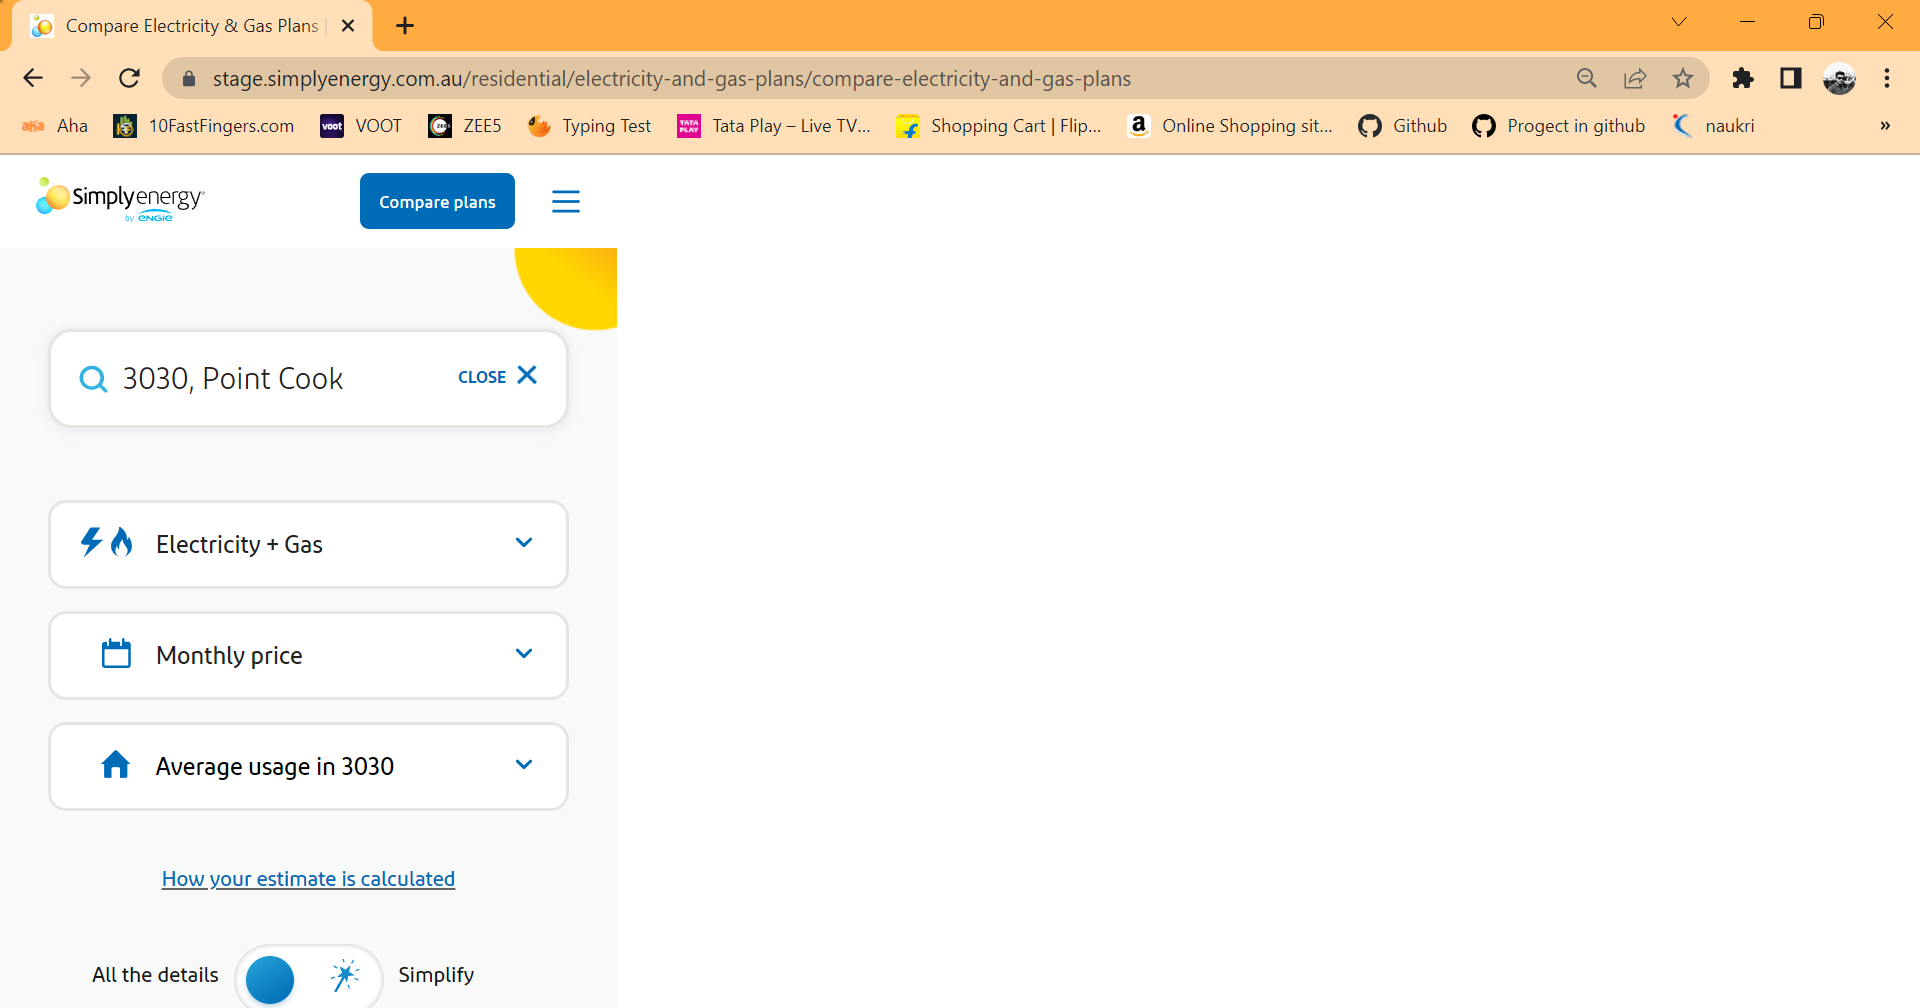 Compare Electricity & Gas Plans |
stage.simplyenergy.com.au/residential/electricity-and-gas-plans/compare-electricity-and-gas-plans
aha Aha 10FastFingers.com voot VOOT ZEE5 ZEE5 Typing Test TATA PLAY Tata Play – Live TV... Shopping Cart | Flip... a Online Shopping sit... Github Progect in github naukri »
Simplyenergy
by ENGIE
Compare plans
3030, Point Cook CLOSE
Electricity + Gas
Monthly price
Average usage in 3030
How your estimate is calculated
All the details Simplify